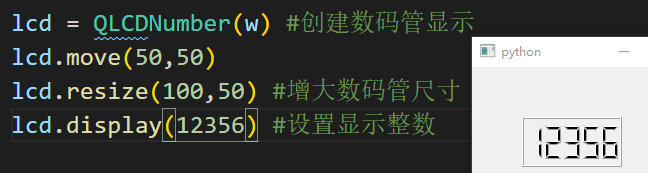 lcd = QLCDNumber(w) #创建数码管显示
lcd.move(50,50)
lcd.resize(100,50) #增大数码管尺寸
lcd.display(12356) #设置显示整数
python
12356